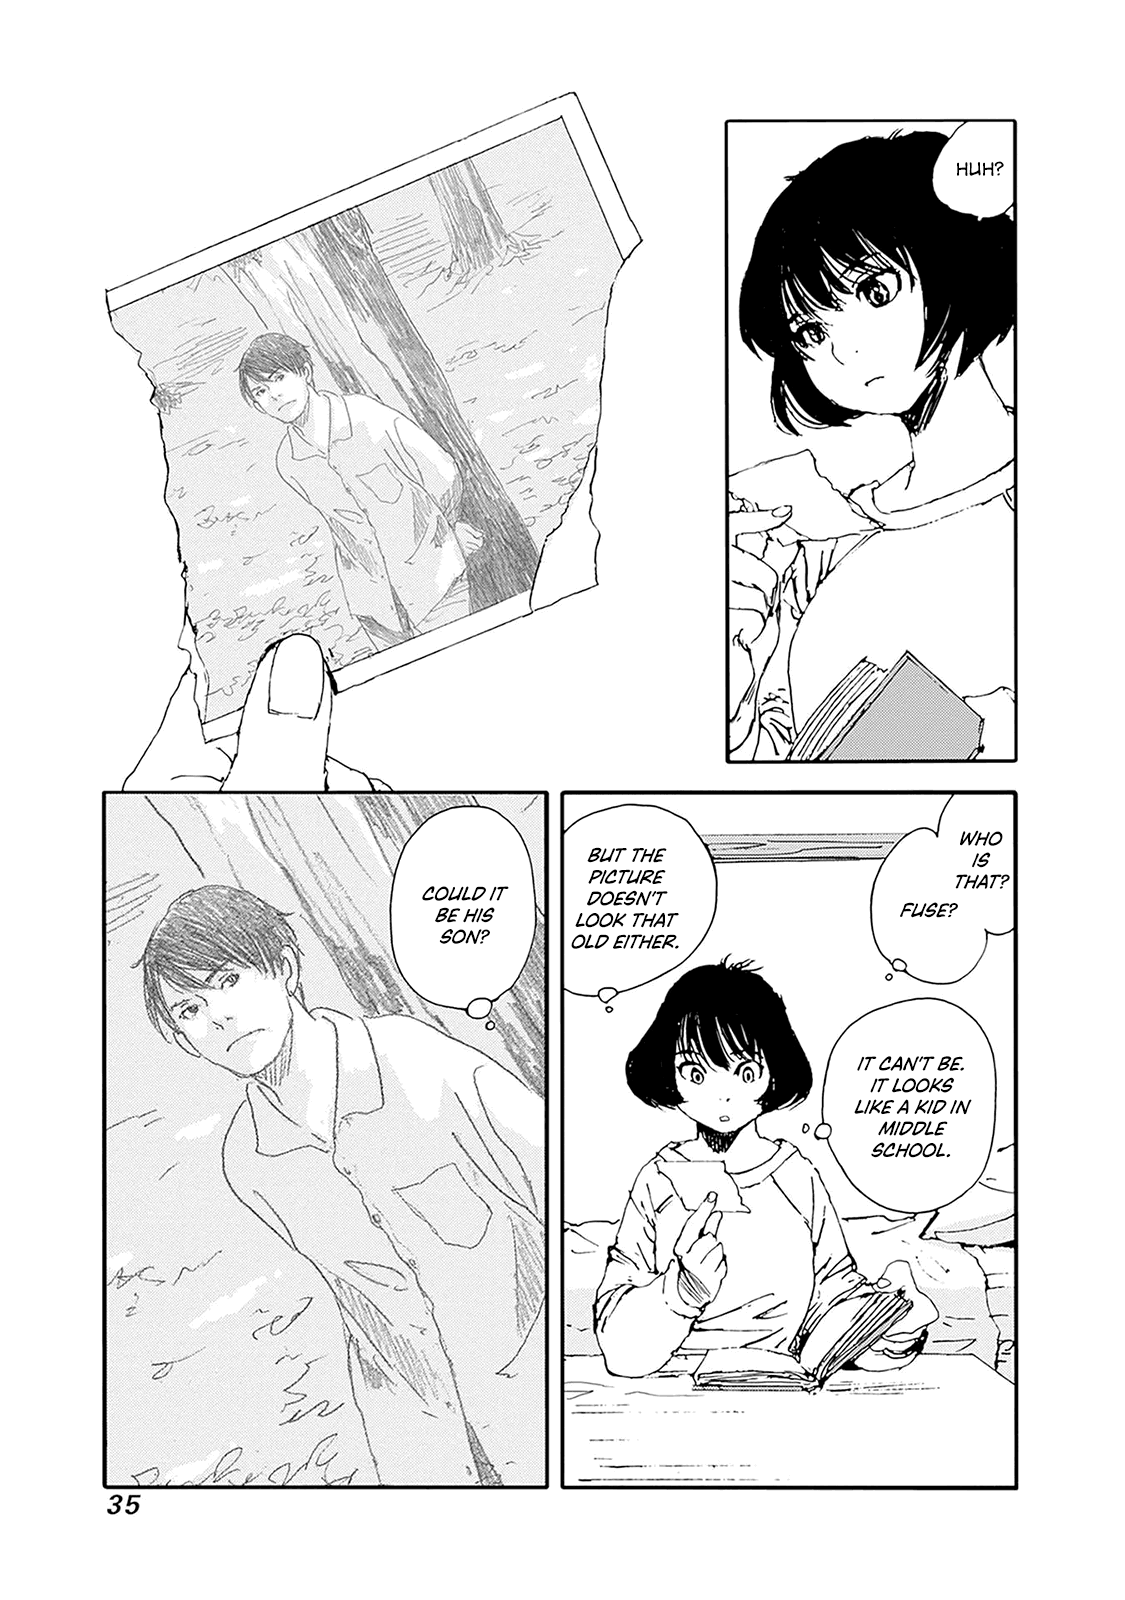 HUH?
WHO
IS
THAT?
FUSE?
IT CAN'T BE.
IT LOOKS
LIKE A KID IN
MIDDLE
SCHOOL.
BUT THE
PICTURE
DOESN'T
LOOK THAT
OLD EITHER.
COULD IT
BE HIS
SON?
35